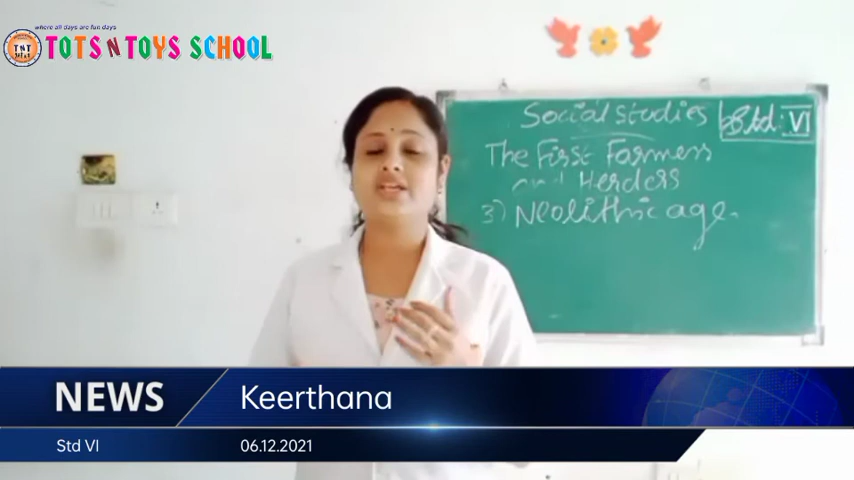 where all days are fun days
TOTS N TOYS SCHOOL
TNT
Social studies
Std: VI
The First Farmers
and Herders
3) Neolithic age.
NEWS
Keerthana
Std VI
06.12.2021